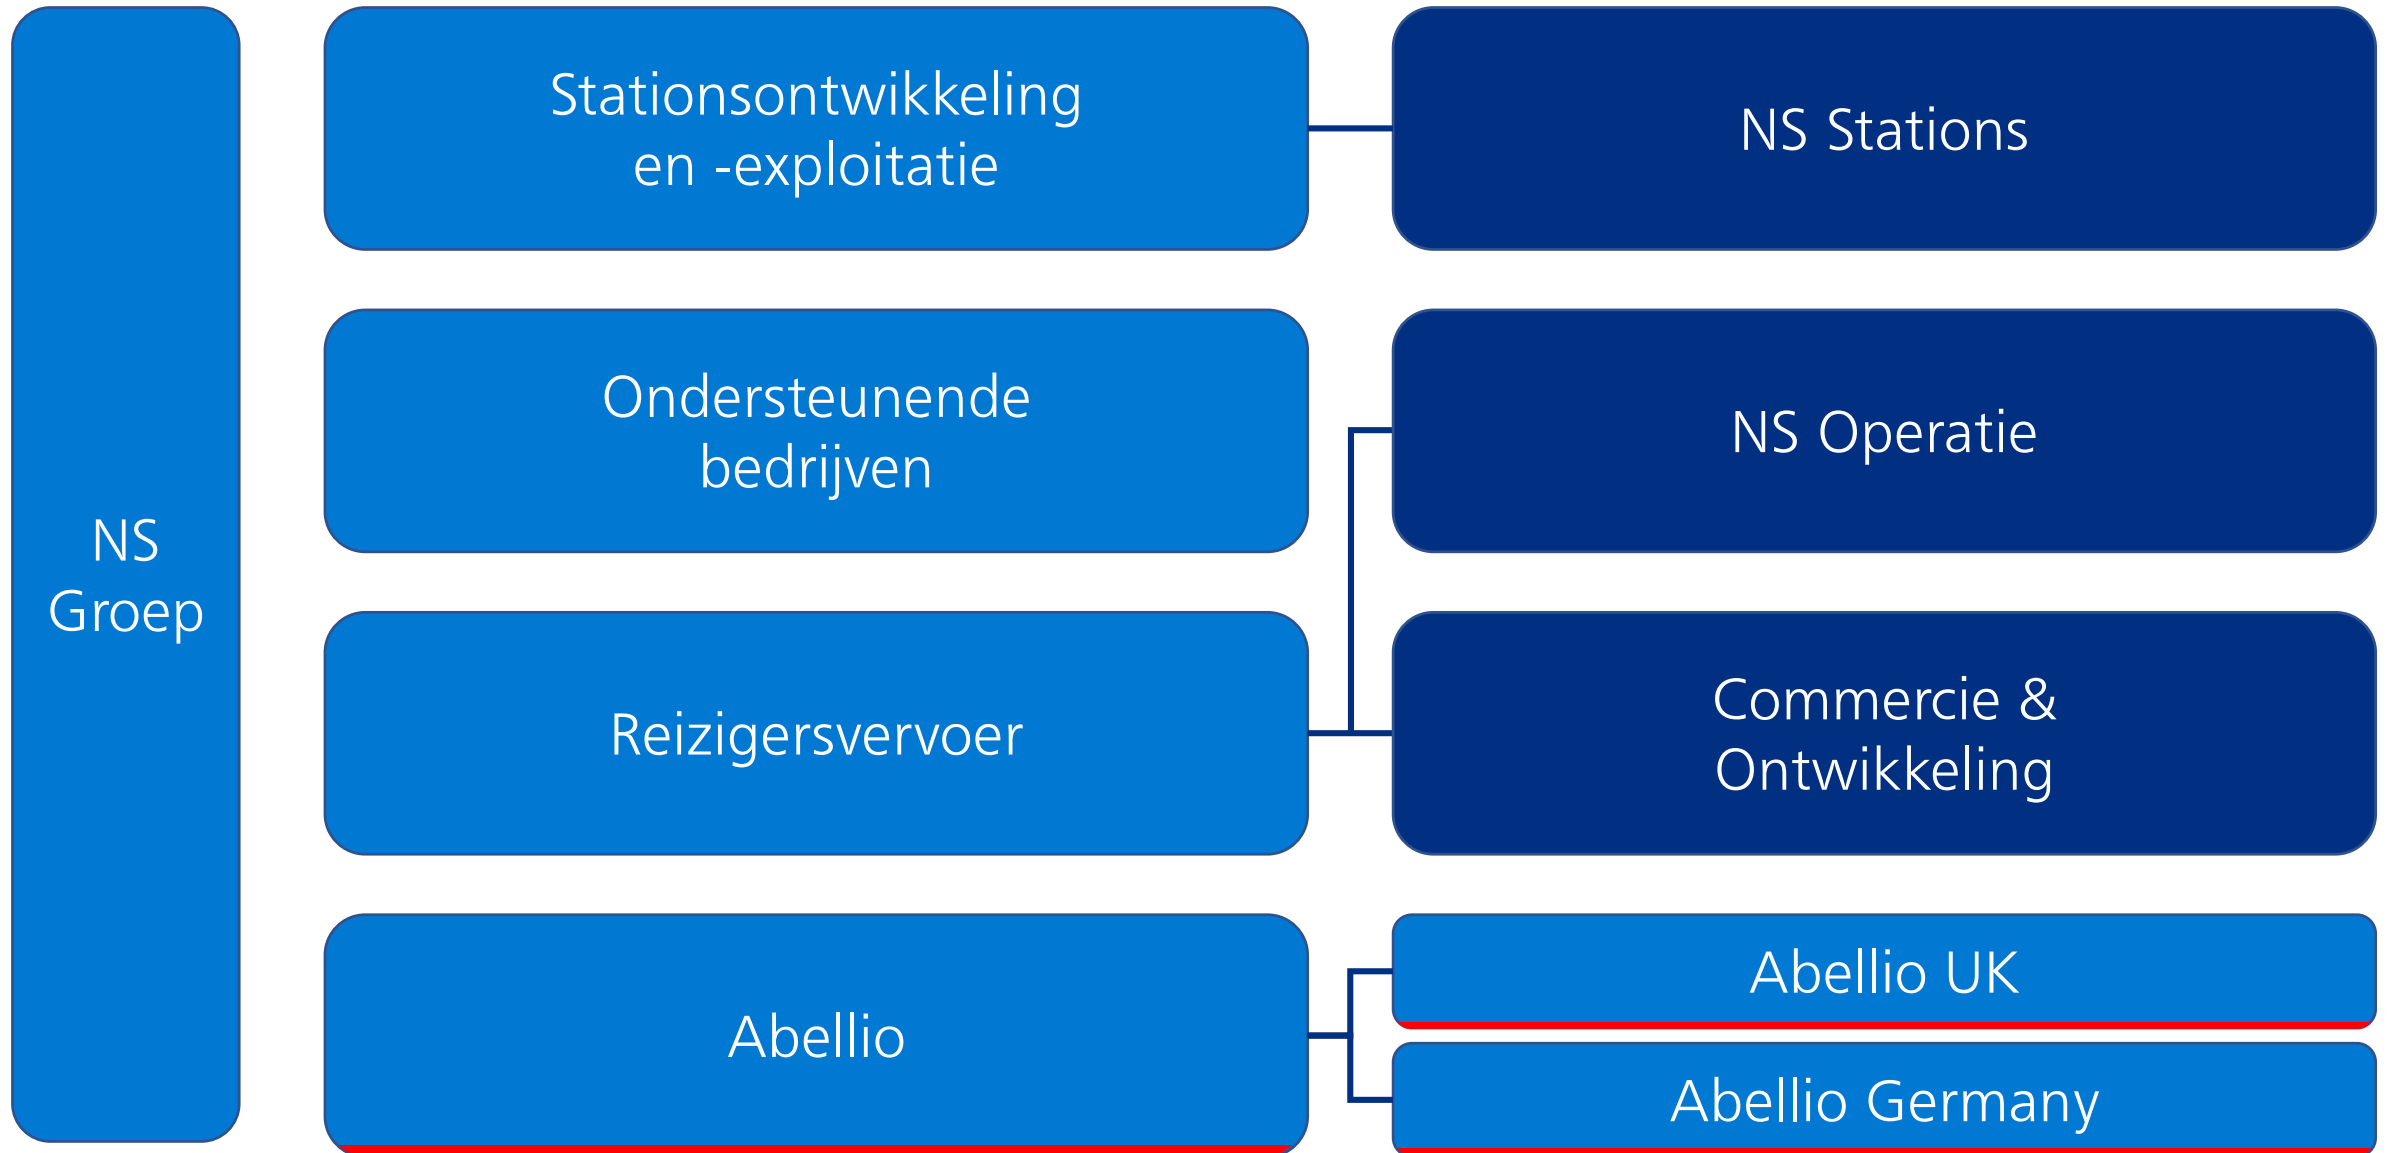 NS
Groep
Stationsontwikkeling
en -exploitatie
NS Stations
Ondersteunende
bedrijven
NS Operatie
Reizigersvervoer
Commercie &
Ontwikkeling
Abellio
Abellio UK
Abellio Germany